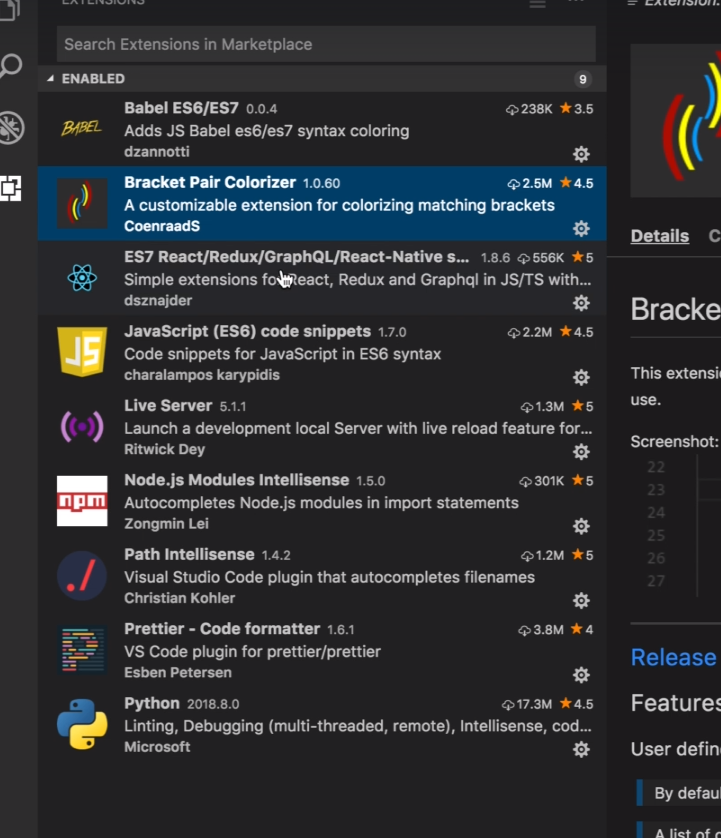 EXTENSIONS
Search Extensions in Marketplace
ENABLED 9
BABEL
Babel ES6/ES7 0.0.4 238K ★ 3.5
Adds JS Babel es6/es7 syntax coloring
dzannotti
Bracket Pair Colorizer 1.0.60 2.5M ★ 4.5
A customizable extension for colorizing matching brackets
CoenraadS
ES7 React/Redux/GraphQL/React-Native s... 1.8.6 556K ★ 5
Simple extensions for React, Redux and Graphql in JS/TS with...
dsznajder
JS
JavaScript (ES6) code snippets 1.7.0 2.2M ★ 4.5
Code snippets for JavaScript in ES6 syntax
charalampos karypidis
Live Server 5.1.1 1.3M ★ 5
Launch a development local Server with live reload feature for...
Ritwick Dey
npm
Node.js Modules Intellisense 1.5.0 301K ★ 5
Autocompletes Node.js modules in import statements
Zongmin Lei
./
Path Intellisense 1.4.2 1.2M ★ 5
Visual Studio Code plugin that autocompletes filenames
Christian Kohler
Prettier - Code formatter 1.6.1 3.8M ★ 4
VS Code plugin for prettier/prettier
Esben Petersen
Python 2018.8.0 17.3M ★ 4.5
Linting, Debugging (multi-threaded, remote), Intellisense, cod...
Microsoft
Extension:
Details C
Bracke
This extensi
use.
Screenshot:
22
23
24
25
26
27
Release
Features
User define
By defau
A list of c